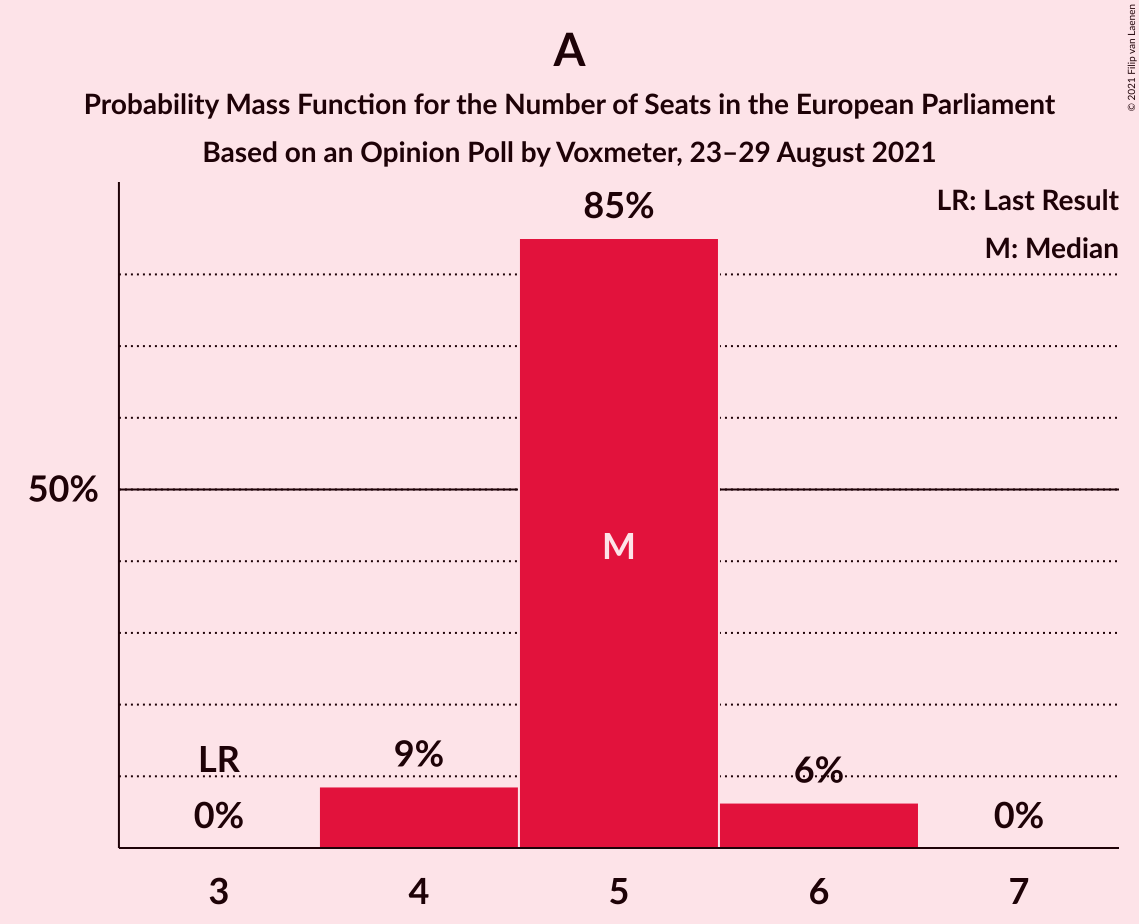 A
Probability Mass Function for the Number of Seats in the European Parliament
Based on an Opinion Poll by Voxmeter, 23–29 August 2021
© 2021 Filip van Laenen
LR: Last Result
M: Median
85%
50%
M
LR
0%
9%
6%
0%
3
4
5
6
7